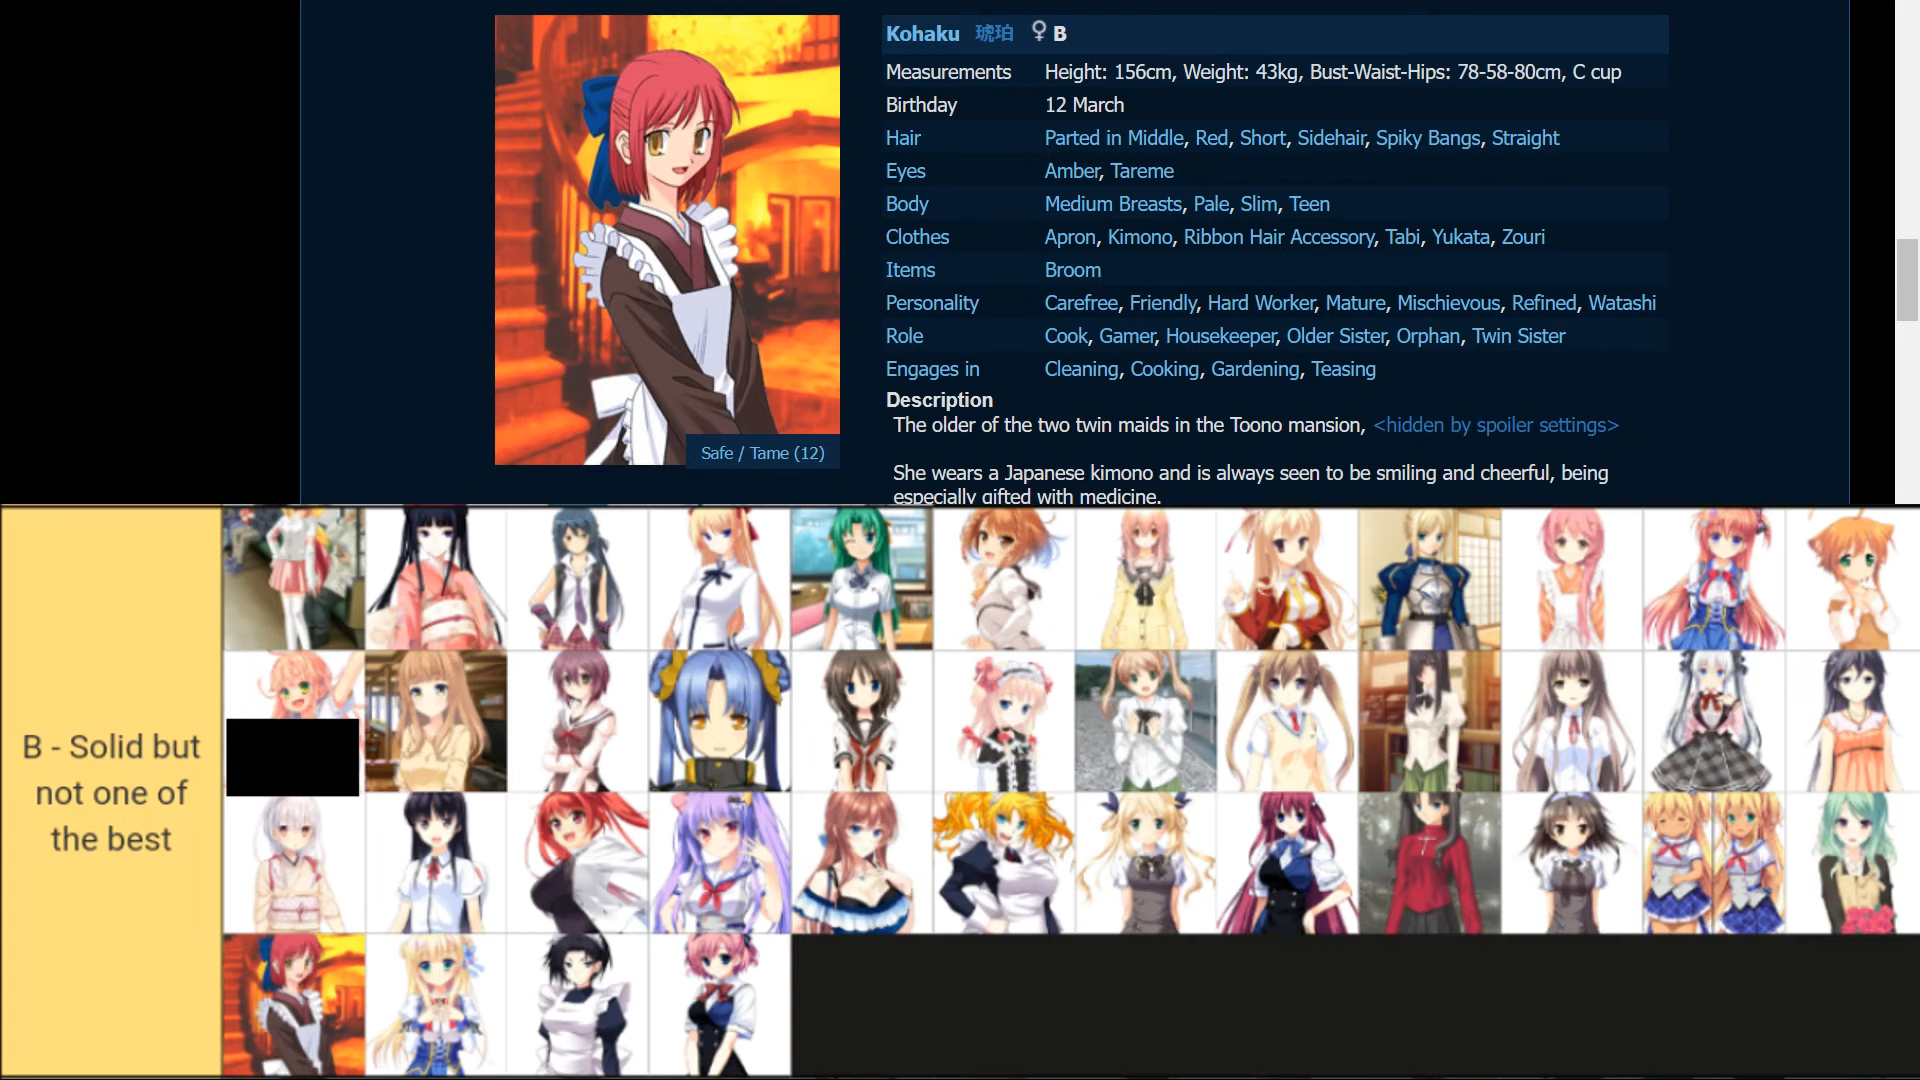 Kohaku 琥珀 ♀ B
Measurements Height: 156cm, Weight: 43kg, Bust-Waist-Hips: 78-58-80cm, C cup
Birthday 12 March
Hair Parted in Middle, Red, Short, Sidehair, Spiky Bangs, Straight
Eyes Amber, Tareme
Body Medium Breasts, Pale, Slim, Teen
Clothes Apron, Kimono, Ribbon Hair Accessory, Tabi, Yukata, Zouri
Items Broom
Personality Carefree, Friendly, Hard Worker, Mature, Mischievous, Refined, Watashi
Role Cook, Gamer, Housekeeper, Older Sister, Orphan, Twin Sister
Engages in Cleaning, Cooking, Gardening, Teasing
Description
The older of the two twin maids in the Toono mansion, <hidden by spoiler settings>
She wears a Japanese kimono and is always seen to be smiling and cheerful, being
especially gifted with medicine.
Safe / Tame (12)
B - Solid but
not one of
the best